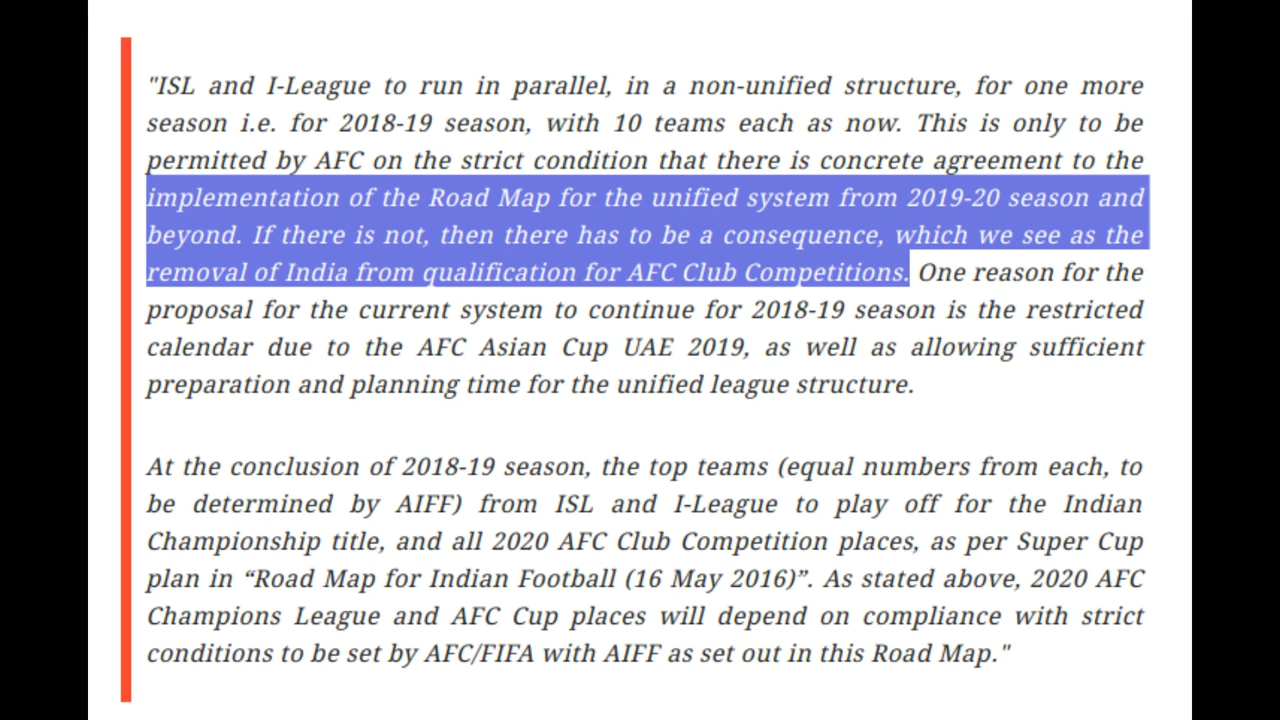 "ISL and I-League to run in parallel, in a non-unified structure, for one more
season i.e. for 2018-19 season, with 10 teams each as now. This is only to be
permitted by AFC on the strict condition that there is concrete agreement to the
implementation of the Road Map for the unified system from 2019-20 season and
beyond. If there is not, then there has to be a consequence, which we see as the
removal of India from qualification for AFC Club Competitions. One reason for the
proposal for the current system to continue for 2018-19 season is the restricted
calendar due to the AFC Asian Cup UAE 2019, as well as allowing sufficient
preparation and planning time for the unified league structure.
At the conclusion of 2018-19 season, the top teams (equal numbers from each, to
be determined by AIFF) from ISL and I-League to play off for the Indian
Championship title, and all 2020 AFC Club Competition places, as per Super Cup
plan in “Road Map for Indian Football (16 May 2016)”. As stated above, 2020 AFC
Champions League and AFC Cup places will depend on compliance with strict
conditions to be set by AFC/FIFA with AIFF as set out in this Road Map."